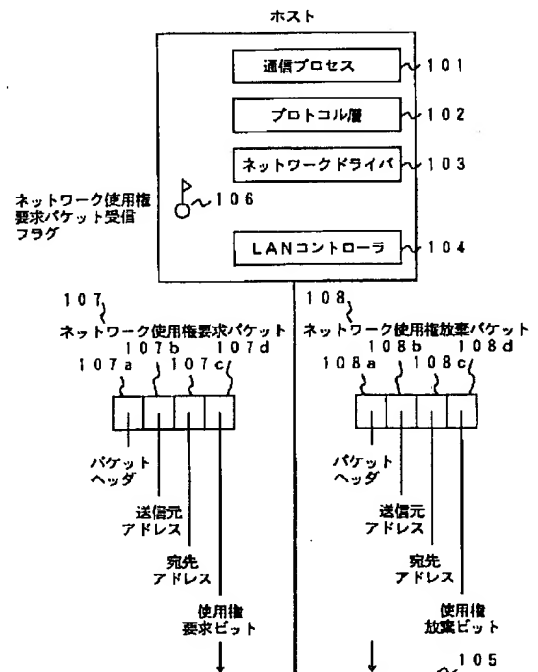 ホスト
通信プロセス 101
プロトコル層 102
ネットワークドライバ 103
ネットワーク使用権
要求パケット受信
フラグ
106
LANコントローラ 104
107
ネットワーク使用権要求パケット
107b 107d
107a 107c
パケット
ヘッダ
送信元
アドレス
宛先
アドレス
使用権
要求ビット
108
ネットワーク使用権放棄パケット
108b 108d
108a 108c
パケット
ヘッダ
送信元
アドレス
宛先
アドレス
使用権
放棄ビット
105